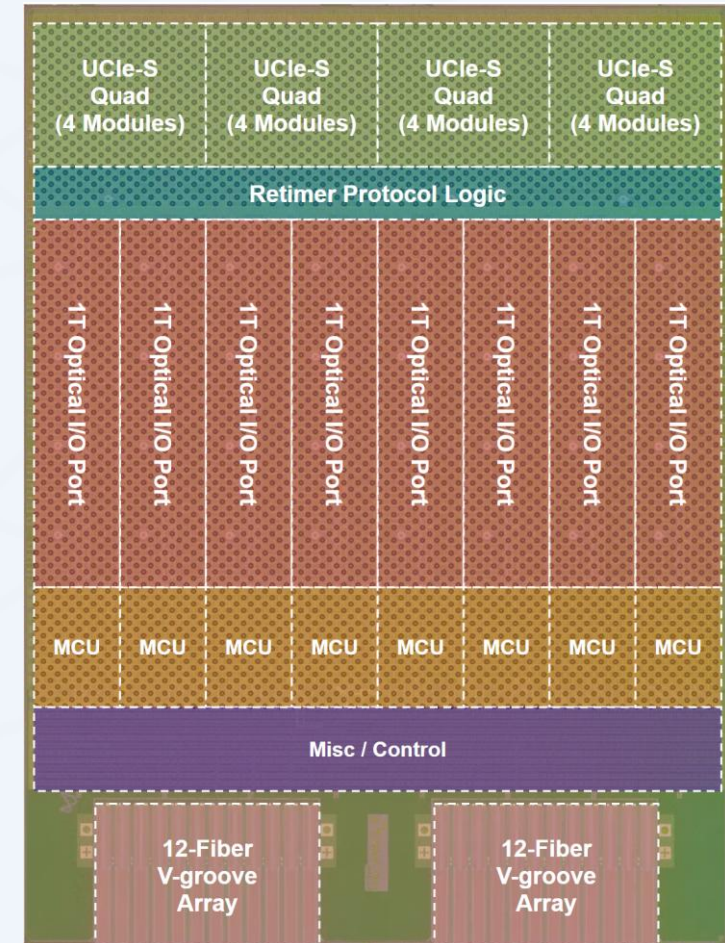 UCIe-S
Quad
(4 Modules)
UCIe-S
Quad
(4 Modules)
UCIe-S
Quad
(4 Modules)
UCIe-S
Quad
(4 Modules)
Retimer Protocol Logic
1T Optical I/O Port
1T Optical I/O Port
1T Optical I/O Port
1T Optical I/O Port
1T Optical I/O Port
1T Optical I/O Port
1T Optical I/O Port
1T Optical I/O Port
MCU
MCU
MCU
MCU
MCU
MCU
MCU
MCU
Misc / Control
12-Fiber
V-groove
Array
12-Fiber
V-groove
Array